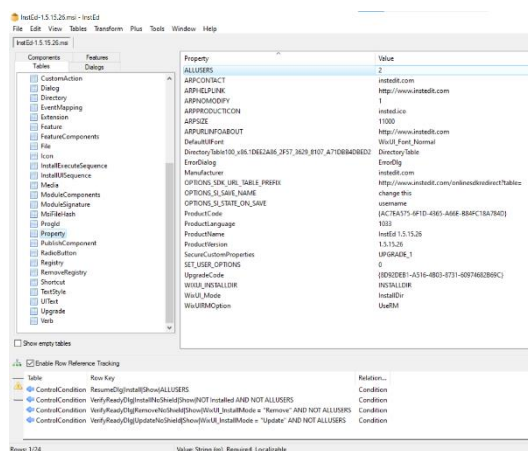 InstEd-1.5.15.26.msi - InstEd
File Edit View Tables Transform Plus Tools Window Help
InstEd-1.5.15.26.msi
Components Features
Tables Dialogs
CustomAction
Dialog
Directory
EventMapping
Extension
Feature
FeatureComponents
File
Icon
InstallExecuteSequence
InstallUISequence
Media
ModuleComponents
ModuleSignature
MsiFileHash
ProgId
Property
PublishComponent
RadioButton
Registry
RemoveRegistry
Shortcut
TextStyle
UIText
Upgrade
Verb
Show empty tables
Property Value
ALLUSERS 2
ARPCONTACT instedit.com
ARPHELPLINK http://www.instedit.com
ARPNOMODIFY 1
ARPPRODUCTICON insted.ico
ARPSIZE 11000
ARPURLINFOABOUT http://www.instedit.com
DefaultUIFont WixUI_Font_Normal
DirectoryTable100_x86.1DEE2A86_2F57_3629_8107_A71DBB4DBED2 DirectoryTable
ErrorDialog ErrorDlg
Manufacturer instedit.com
OPTIONS_SDK_URL_TABLE_PREFIX http://www.instedit.com/onlinesdkredirect?table=
OPTIONS_SI_SAVE_NAME change this
OPTIONS_SI_STATE_ON_SAVE username
ProductCode
ProductLanguage 1033
ProductName InstEd 1.5.15.26
ProductVersion 1.5.15.26
SecureCustomProperties UPGRADE_1
SET_USER_OPTIONS 0
UpgradeCode
WIXUI_INSTALLDIR INSTALLDIR
WixUI_Mode InstallDir
WixUIRMOption UseRM
Enable Row Reference Tracking
Table Row Key Relation...
ControlCondition ResumeDlg|Install|Show|ALLUSERS Condition
ControlCondition VerifyReadyDlg|InstallNoShield|Show|NOT Installed AND NOT ALLUSERS Condition
ControlCondition VerifyReadyDlg|RemoveNoShield|Show|WixUI_InstallMode = "Remove" AND NOT ALLUSERS Condition
ControlCondition VerifyReadyDlg|UpdateNoShield|Show|WixUI_InstallMode = "Update" AND NOT ALLUSERS Condition
Rows: 1/24 Value: String (m), Required, Localizable